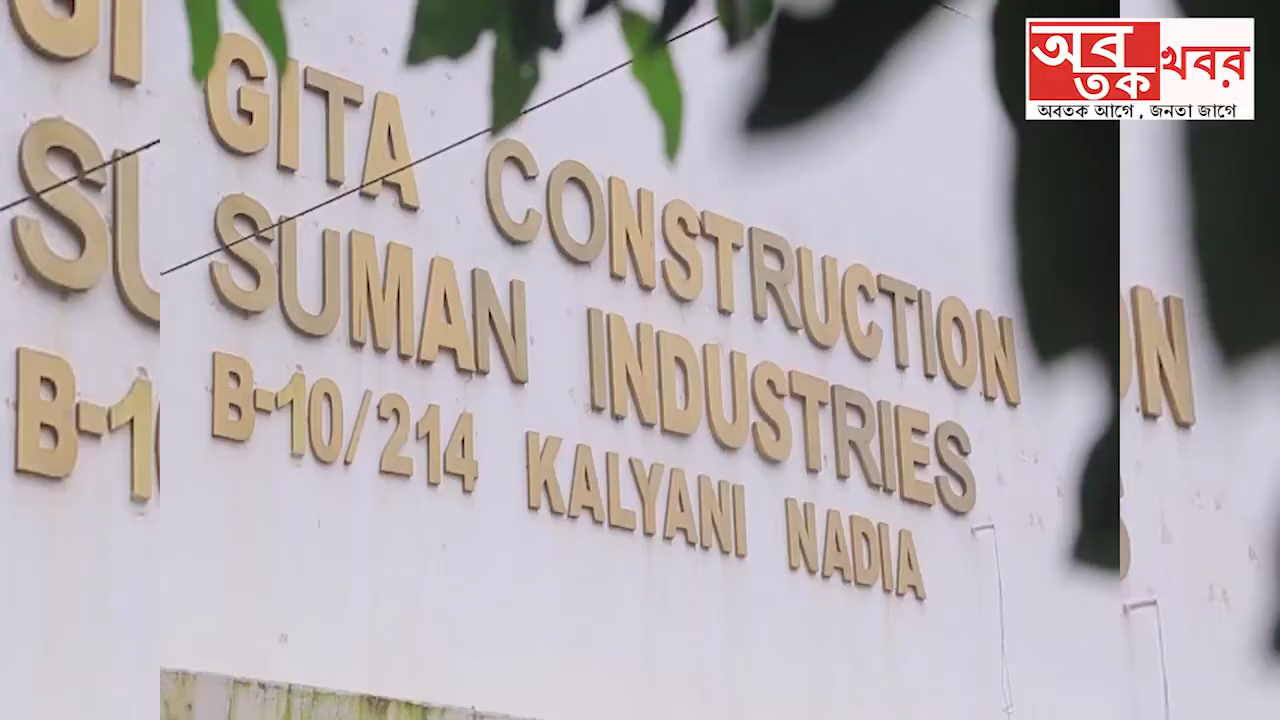 GITA CONSTRUCTION
SUMAN INDUSTRIES
B-10/214 KALYANI NADIA
অব তক খবর
অবতক আগে , জনতা জাগে